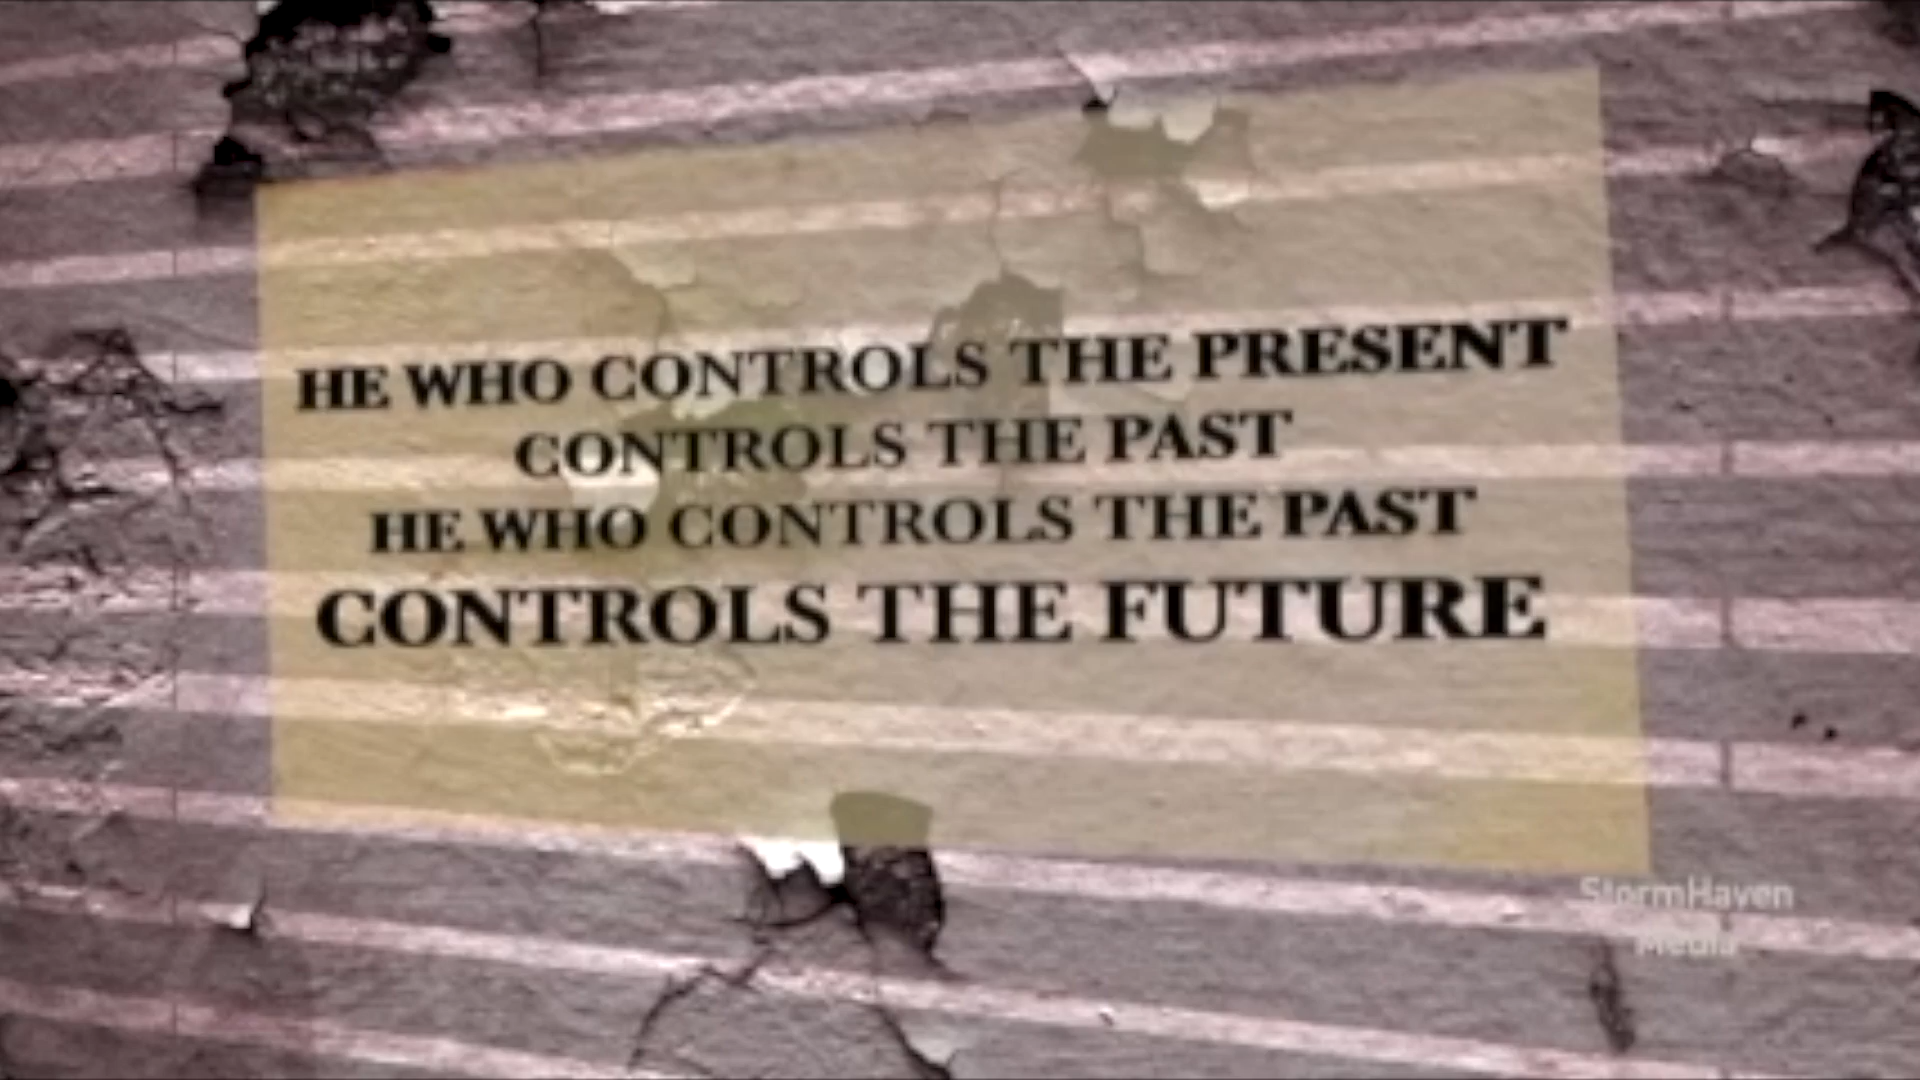 HE WHO CONTROLS THE PRESENT
CONTROLS THE PAST
HE WHO CONTROLS THE PAST
CONTROLS THE FUTURE
StormHaven
Media